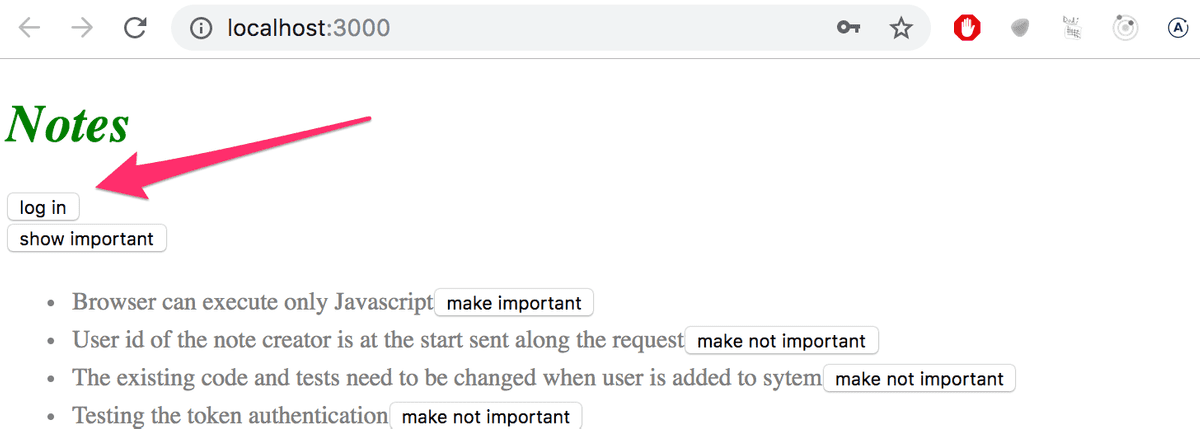 localhost:3000
A
Notes
log in
show important
• Browser can execute only Javascript make important
• User id of the note creator is at the start sent along the request make not important
• The existing code and tests need to be changed when user is added to sytem make not important
• Testing the token authentication make not important